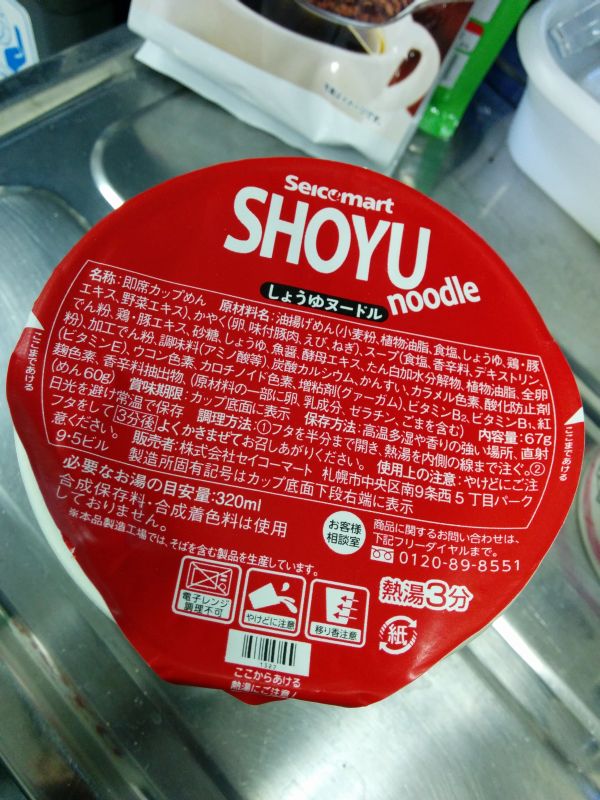 Seicomart
SHOYU
noodle
しょうゆヌードル
名称:即席カップめん 原材料名:油揚げめん(小麦粉、植物油脂、食塩、しょうゆ、鶏・豚
エキス、野菜エキス)、かやく(卵、味付豚肉、えび、ねぎ)、スープ(食塩、香辛料、デキストリン、
でん粉、鶏・豚エキス、砂糖、しょうゆ、魚醤、酵母エキス、たん白加水分解物、植物油脂、全卵
粉)、加工でん粉、調味料(アミノ酸等)、炭酸カルシウム、かんすい、カラメル色素、酸化防止剤
(ビタミンE)、ウコン色素、カロチノイド色素、増粘剤(グァーガム)、ビタミンB₂、ビタミンB₁、紅
麹色素、香辛料抽出物、(原材料の一部に卵、乳成分、ゼラチン、ごまを含む) 内容量:67g
(めん60g) 賞味期限:カップ底面に表示 保存方法:高温多湿や香りの強い場所、直射
日光を避け常温で保存 調理方法:①フタを半分まで開き、熱湯を内側の線まで注ぐ。②
フタをして3分後よくかきまぜてお召しあがりください。 使用上の注意:やけどにご注
意ください。 販売者:株式会社セイコーマート 札幌市中央区南9条西5丁目パーク
9・5ビル 製造所固有記号はカップ底面下段右端に表示
必要なお湯の目安量:320ml
合成保存料・合成着色料は使用
しておりません。
※本品製造工場では、そばを含む製品を生産しています。
お客様
相談室
商品に関するお問い合わせは、
下記フリーダイヤルまで。
0120-89-8551
電子レンジ
調理不可
やけどに注意
移り香注意
熱湯3分
紙
ここからあける
熱湯にご注意!
ここまであける
ここまであける